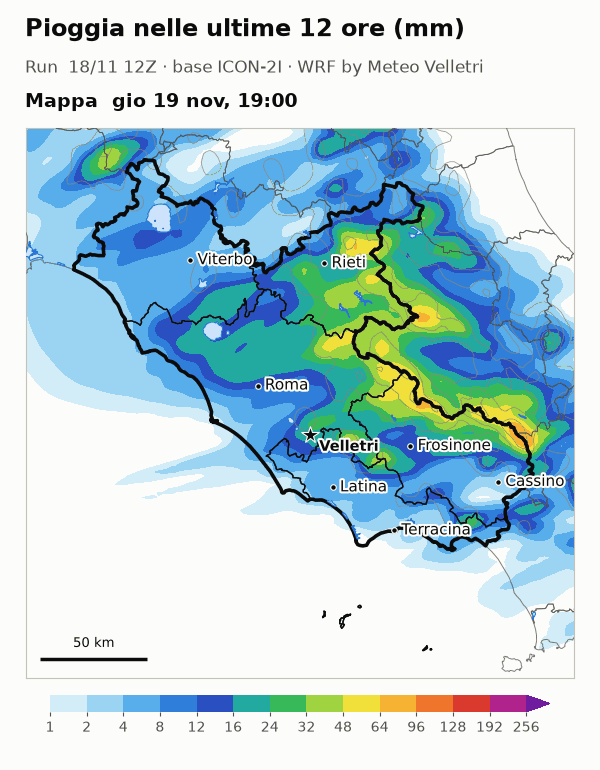 Pioggia nelle ultime 12 ore (mm)
Run  18/11 12Z · base ICON-2I · WRF by Meteo Velletri
Mappa  gio 19 nov, 19:00
Viterbo
Rieti
Roma
Velletri
Frosinone
Latina
Cassino
Terracina
50 km
1 2 4 8 12 16 24 32 48 64 96 128 192 256